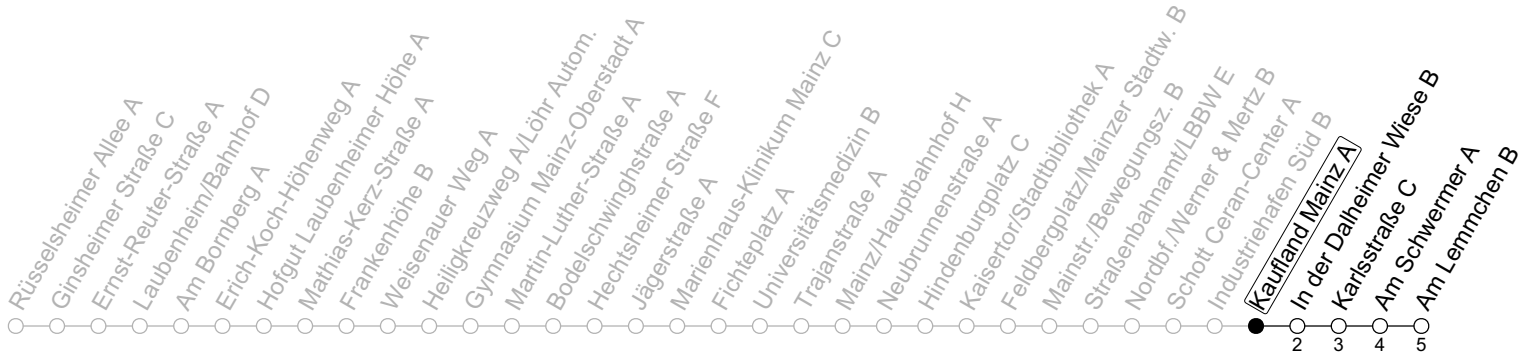 Rüsselsheimer Allee A
Ginsheimer Straße C
Ernst-Reuter-Straße A
Laubenheim/Bahnhof D
Am Bornberg A
Erich-Koch-Höhenweg A
Hofgut Laubenheimer Höhe A
Mathias-Kerz-Straße A
Frankenhöhe B
Weisenauer Weg A
Heiligkreuzweg A/Löhr Autom.
Gymnasium Mainz-Oberstadt A
Martin-Luther-Straße A
Bodelschwinghstraße A
Hechtsheimer Straße F
Jägerstraße A
Marienhaus-Klinikum Mainz C
Fichteplatz A
Universitätsmedizin B
Trajanstraße A
Mainz/Hauptbahnhof H
Neubrunnenstraße A
Hindenburgplatz C
Kaisertor/Stadtbibliothek A
Feldbergplatz/Mainzer Stadtw. B
Mainstr./Bewegungsz. B
Straßenbahnamt/LBBW E
Nordbf./Werner & Mertz B
Schott Ceran-Center A
Industriehafen Süd B
Kaufland Mainz A
In der Dalheimer Wiese B
Karlsstraße C
Am Schwermer A
Am Lemmchen B
2 3 4 5